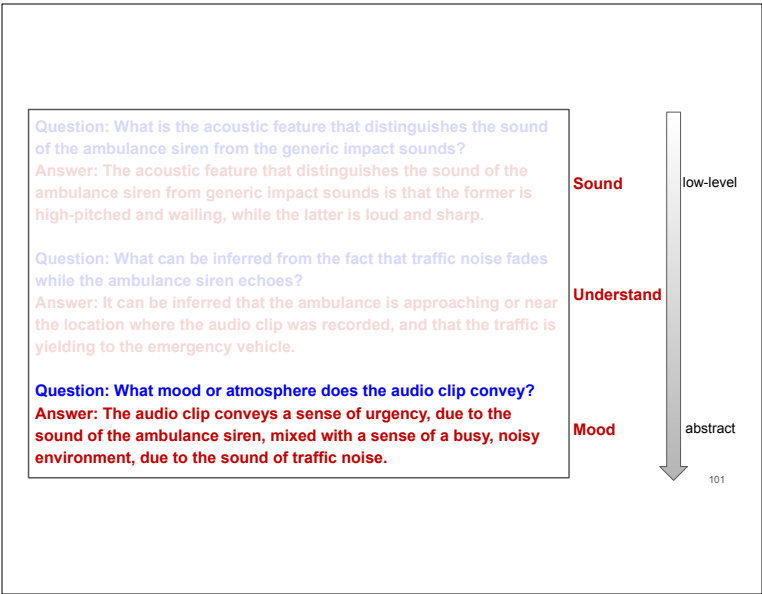 Question: What is the acoustic feature that distinguishes the sound
of the ambulance siren from the generic impact sounds?
Answer: The acoustic feature that distinguishes the sound of the
ambulance siren from generic impact sounds is that the former is
high-pitched and wailing, while the latter is loud and sharp.
Sound
low-level
Question: What can be inferred from the fact that traffic noise fades
while the ambulance siren echoes?
Answer: It can be inferred that the ambulance is approaching or near
the location where the audio clip was recorded, and that the traffic is
yielding to the emergency vehicle.
Understand
Question: What mood or atmosphere does the audio clip convey?
Answer: The audio clip conveys a sense of urgency, due to the
sound of the ambulance siren, mixed with a sense of a busy, noisy
environment, due to the sound of traffic noise.
Mood
abstract
101